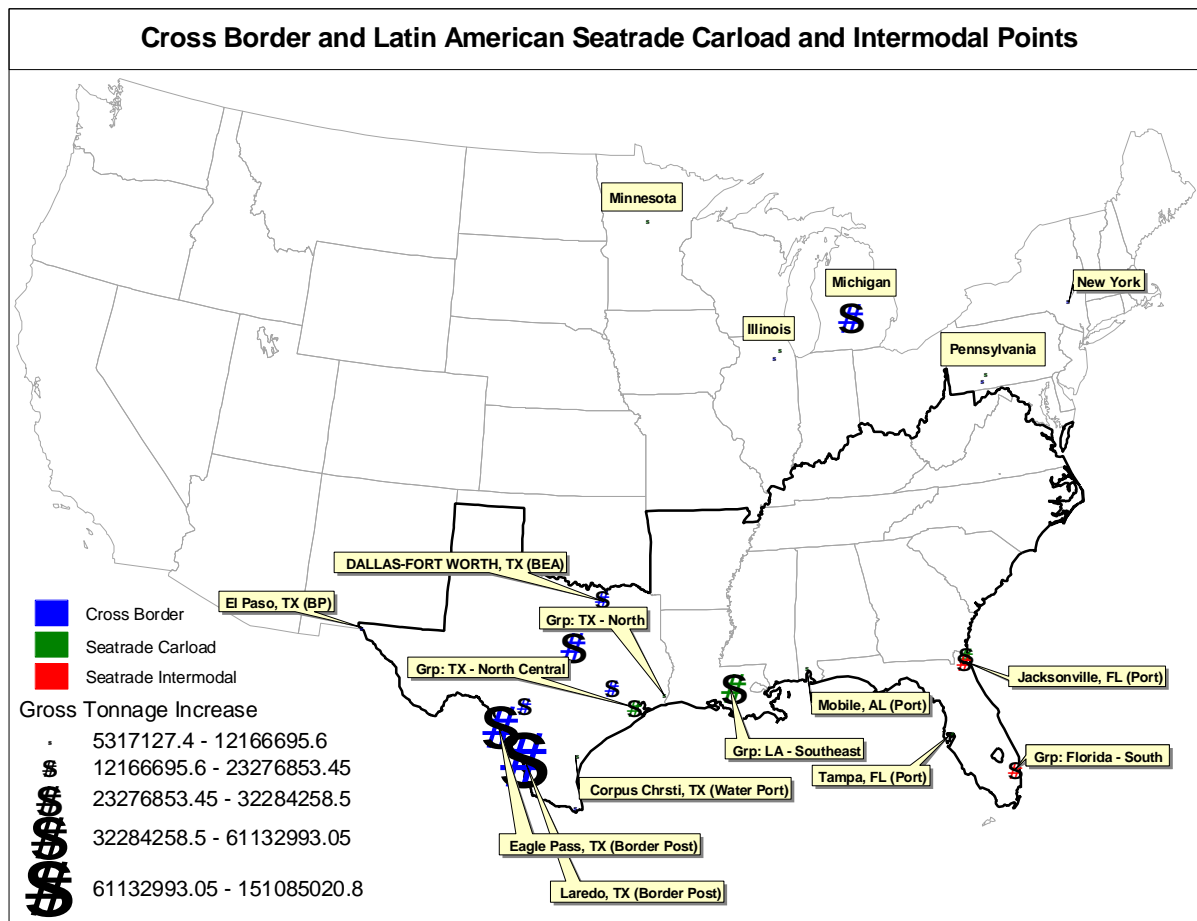 Cross Border and Latin American Seatrade Carload and Intermodal Points
Minnesota
Michigan
New York
Illinois
Pennsylvania
DALLAS-FORT WORTH, TX (BEA)
El Paso, TX (BP)
Grp: TX - North
Grp: TX - North Central
Jacksonville, FL (Port)
Mobile, AL (Port)
Grp: LA - Southeast
Grp: Florida - South
Tampa, FL (Port)
Corpus Chrsti, TX (Water Port)
Eagle Pass, TX (Border Post)
Laredo, TX (Border Post)
Cross Border
Seatrade Carload
Seatrade Intermodal
Gross Tonnage Increase
5317127.4 - 12166695.6
12166695.6 - 23276853.45
23276853.45 - 32284258.5
32284258.5 - 61132993.05
61132993.05 - 151085020.8